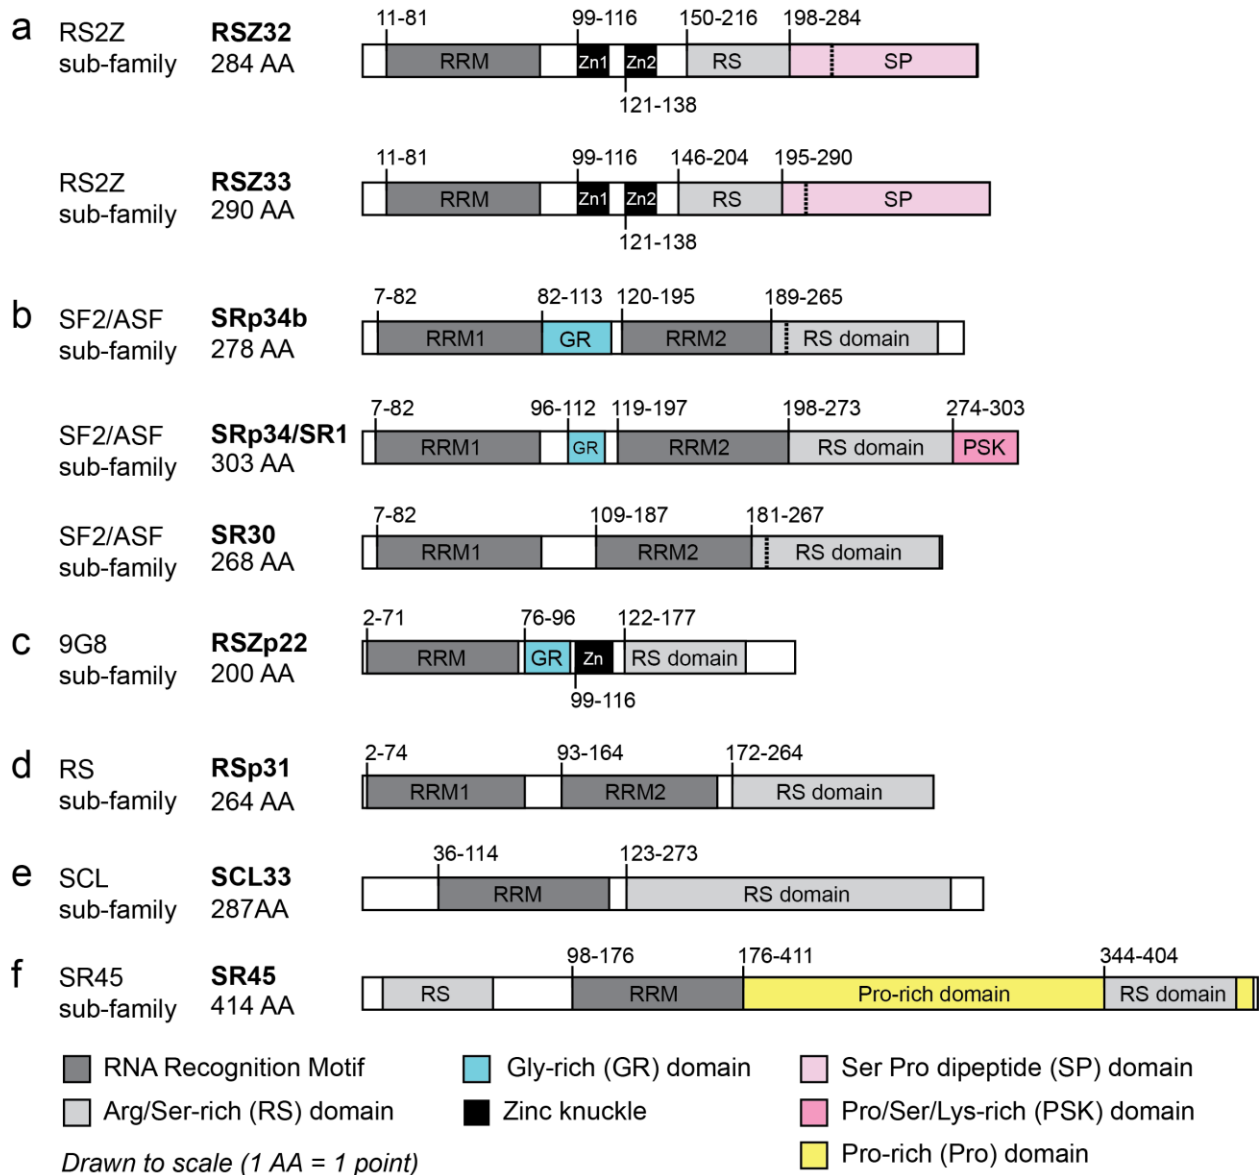 a
RS2Z RSZ32
sub-family 284 AA
11-81 99-116 150-216 198-284
RRM Zn1 Zn2 RS SP
121-138
RS2Z RSZ33
sub-family 290 AA
11-81 99-116 146-204 195-290
RRM Zn1 Zn2 RS SP
121-138
b
SF2/ASF SRp34b
sub-family 278 AA
7-82 82-113 120-195 189-265
RRM1 GR RRM2 RS domain
SF2/ASF SRp34/SR1
sub-family 303 AA
7-82 96-112 119-197 198-273 274-303
RRM1 GR RRM2 RS domain PSK
SF2/ASF SR30
sub-family 268 AA
7-82 109-187 181-267
RRM1 RRM2 RS domain
c
9G8 RSZp22
sub-family 200 AA
2-71 76-96 122-177
RRM GR Zn RS domain
99-116
d
RS RSp31
sub-family 264 AA
2-74 93-164 172-264
RRM1 RRM2 RS domain
e
SCL SCL33
sub-family 287AA
36-114 123-273
RRM RS domain
f
SR45 SR45
sub-family 414 AA
98-176 176-411 344-404
RS RRM Pro-rich domain RS domain
RNA Recognition Motif
Arg/Ser-rich (RS) domain
Drawn to scale (1 AA = 1 point)
Gly-rich (GR) domain
Zinc knuckle
Ser Pro dipeptide (SP) domain
Pro/Ser/Lys-rich (PSK) domain
Pro-rich (Pro) domain